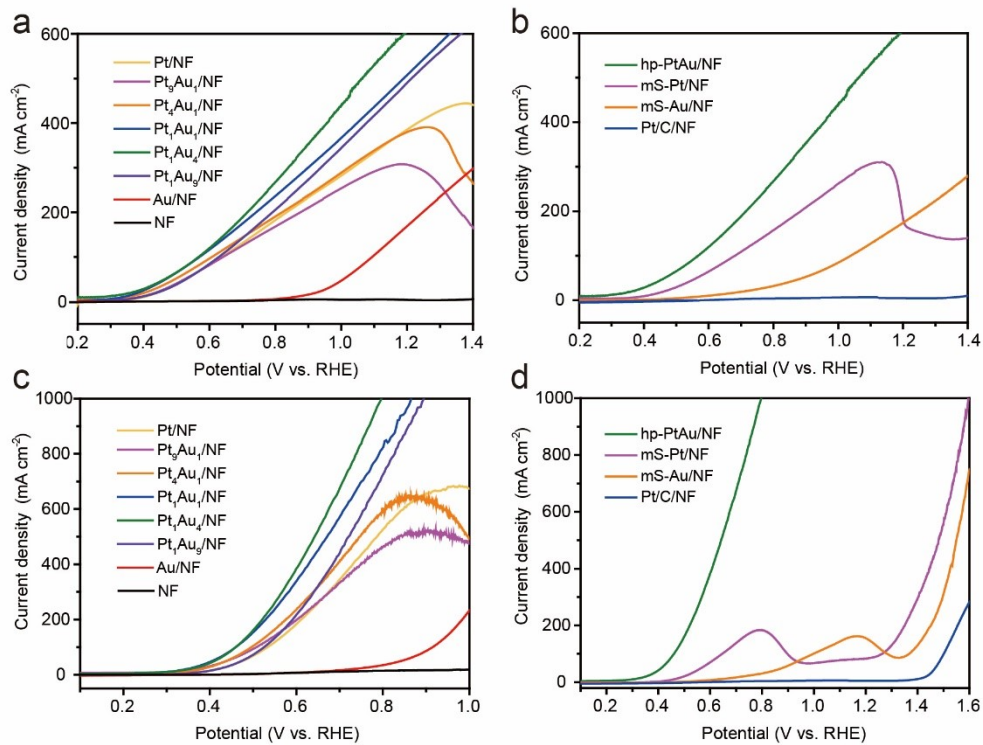 a
600
400
200
0
Current density (mA cm⁻²)
Pt/NF
Pt₉Au₁/NF
Pt₄Au₁/NF
Pt₁Au₁/NF
Pt₁Au₄/NF
Pt₁Au₉/NF
Au/NF
NF
0.2 0.4 0.6 0.8 1.0 1.2 1.4
Potential (V vs. RHE)
b
600
400
200
0
Current density (mA cm⁻²)
hp-PtAu/NF
mS-Pt/NF
mS-Au/NF
Pt/C/NF
0.2 0.4 0.6 0.8 1.0 1.2 1.4
Potential (V vs. RHE)
c
1000
800
600
400
200
0
Current density (mA cm⁻²)
Pt/NF
Pt₉Au₁/NF
Pt₄Au₁/NF
Pt₁Au₁/NF
Pt₁Au₄/NF
Pt₁Au₉/NF
Au/NF
NF
0.2 0.4 0.6 0.8 1.0
Potential (V vs. RHE)
d
1000
800
600
400
200
0
Current density (mA cm⁻²)
hp-PtAu/NF
mS-Pt/NF
mS-Au/NF
Pt/C/NF
0.2 0.4 0.6 0.8 1.0 1.2 1.4 1.6
Potential (V vs. RHE)